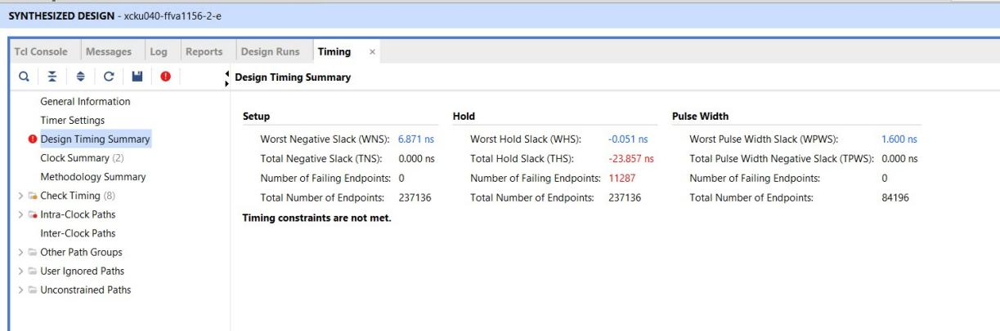 SYNTHESIZED DESIGN - xcku040-ffva1156-2-e
Tcl Console Messages Log Reports Design Runs Timing ×
Design Timing Summary
General Information
Timer Settings
Design Timing Summary
Clock Summary (2)
Methodology Summary
Check Timing (8)
Intra-Clock Paths
Inter-Clock Paths
Other Path Groups
User Ignored Paths
Unconstrained Paths
Setup
Worst Negative Slack (WNS): 6.871 ns
Total Negative Slack (TNS): 0.000 ns
Number of Failing Endpoints: 0
Total Number of Endpoints: 237136
Hold
Worst Hold Slack (WHS): -0.051 ns
Total Hold Slack (THS): -23.857 ns
Number of Failing Endpoints: 11287
Total Number of Endpoints: 237136
Pulse Width
Worst Pulse Width Slack (WPWS): 1.600 ns
Total Pulse Width Negative Slack (TPWS): 0.000 ns
Number of Failing Endpoints: 0
Total Number of Endpoints: 84196
Timing constraints are not met.